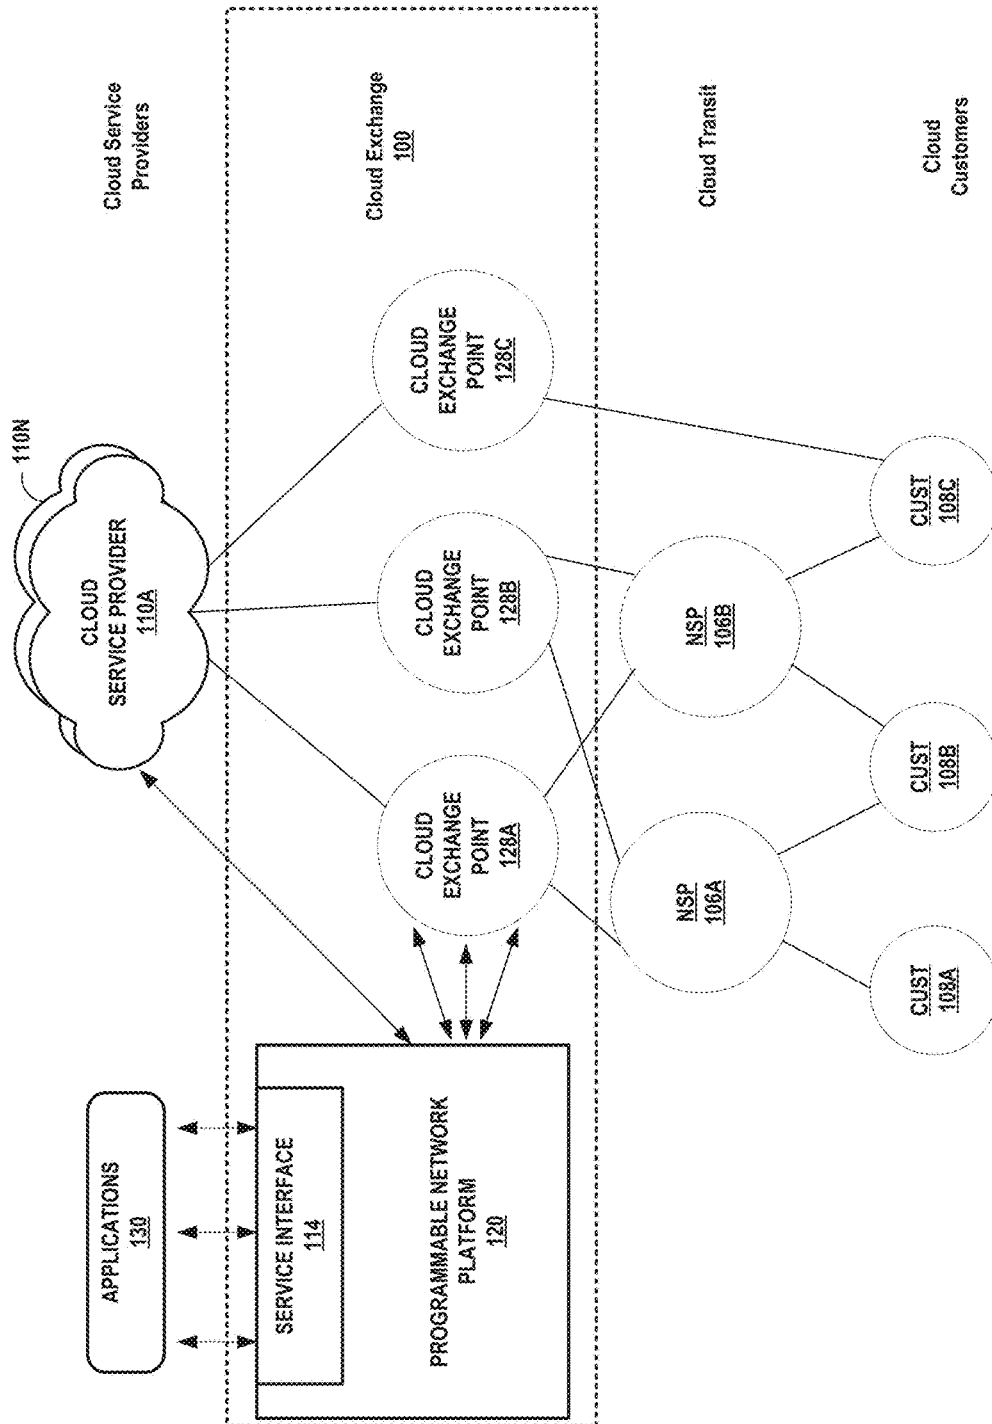 Cloud Service
Providers
Cloud Exchange
100
Cloud Transit
Cloud
Customers
110N
CLOUD
SERVICE PROVIDER
110A
CLOUD
EXCHANGE
POINT
128C
CLOUD
EXCHANGE
POINT
128B
CLOUD
EXCHANGE
POINT
128A
NSP
106B
NSP
106A
CUST
108C
CUST
108B
CUST
108A
APPLICATIONS
130
SERVICE INTERFACE
114
PROGRAMMABLE NETWORK
PLATFORM
120